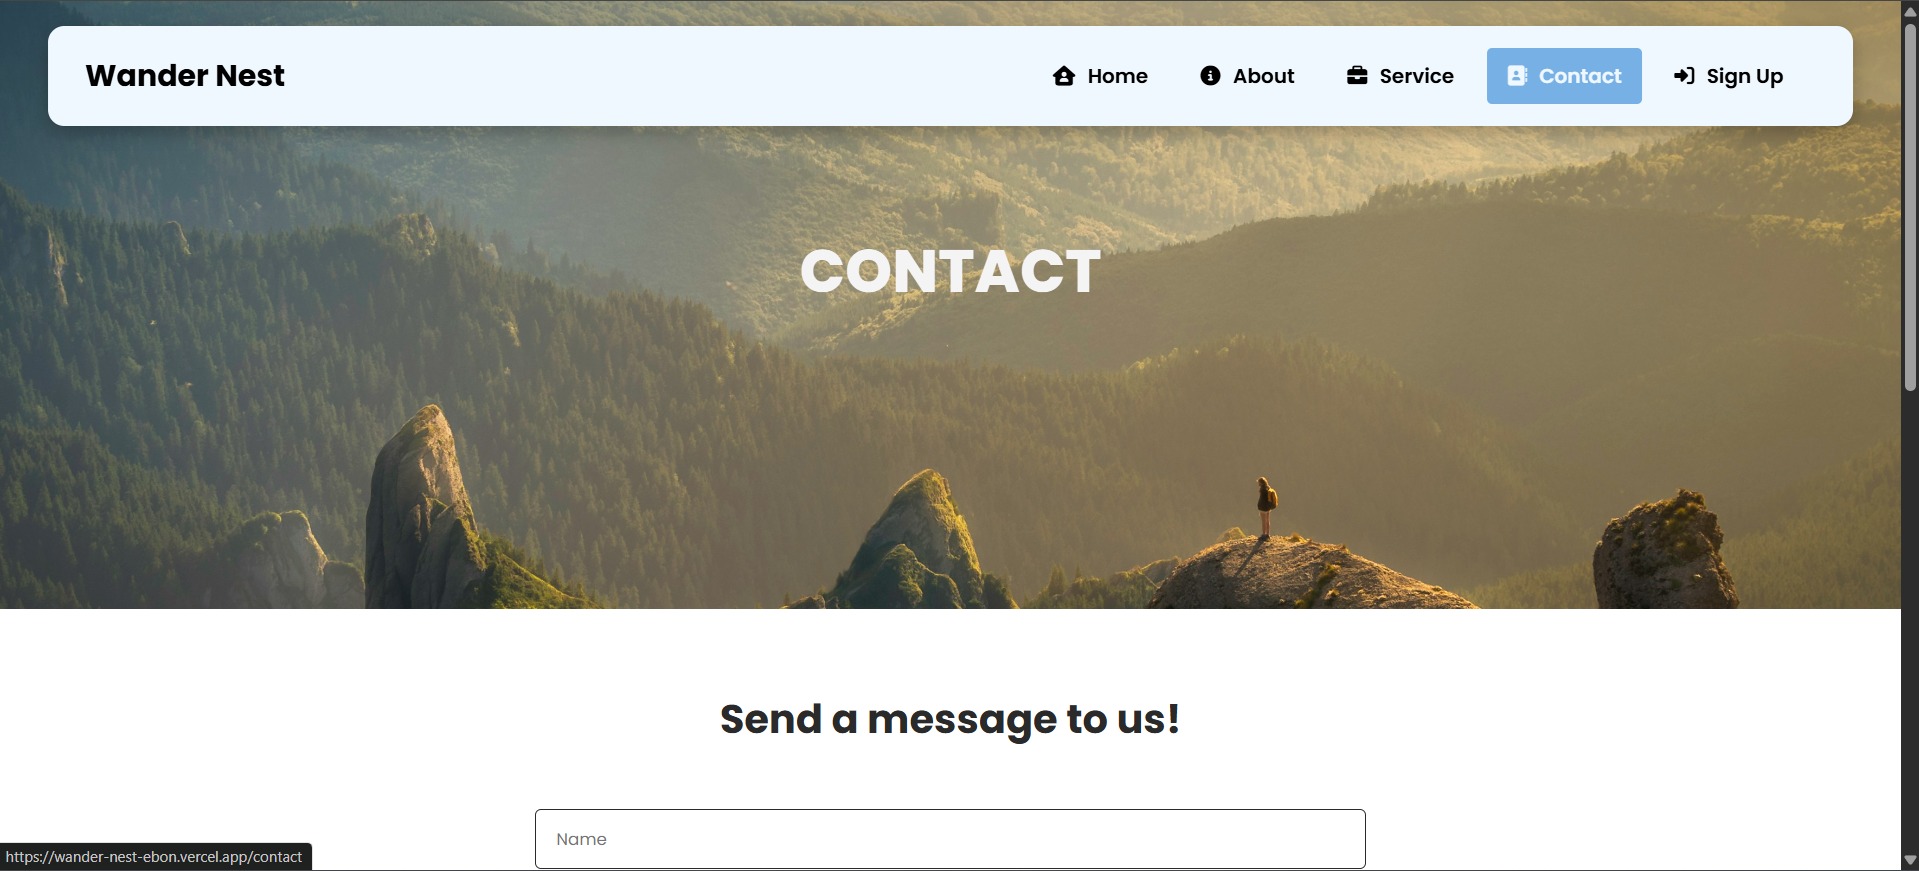 Wander Nest
Home
About
Service
Contact
Sign Up
CONTACT
Send a message to us!
Name
https://wander-nest-ebon.vercel.app/contact